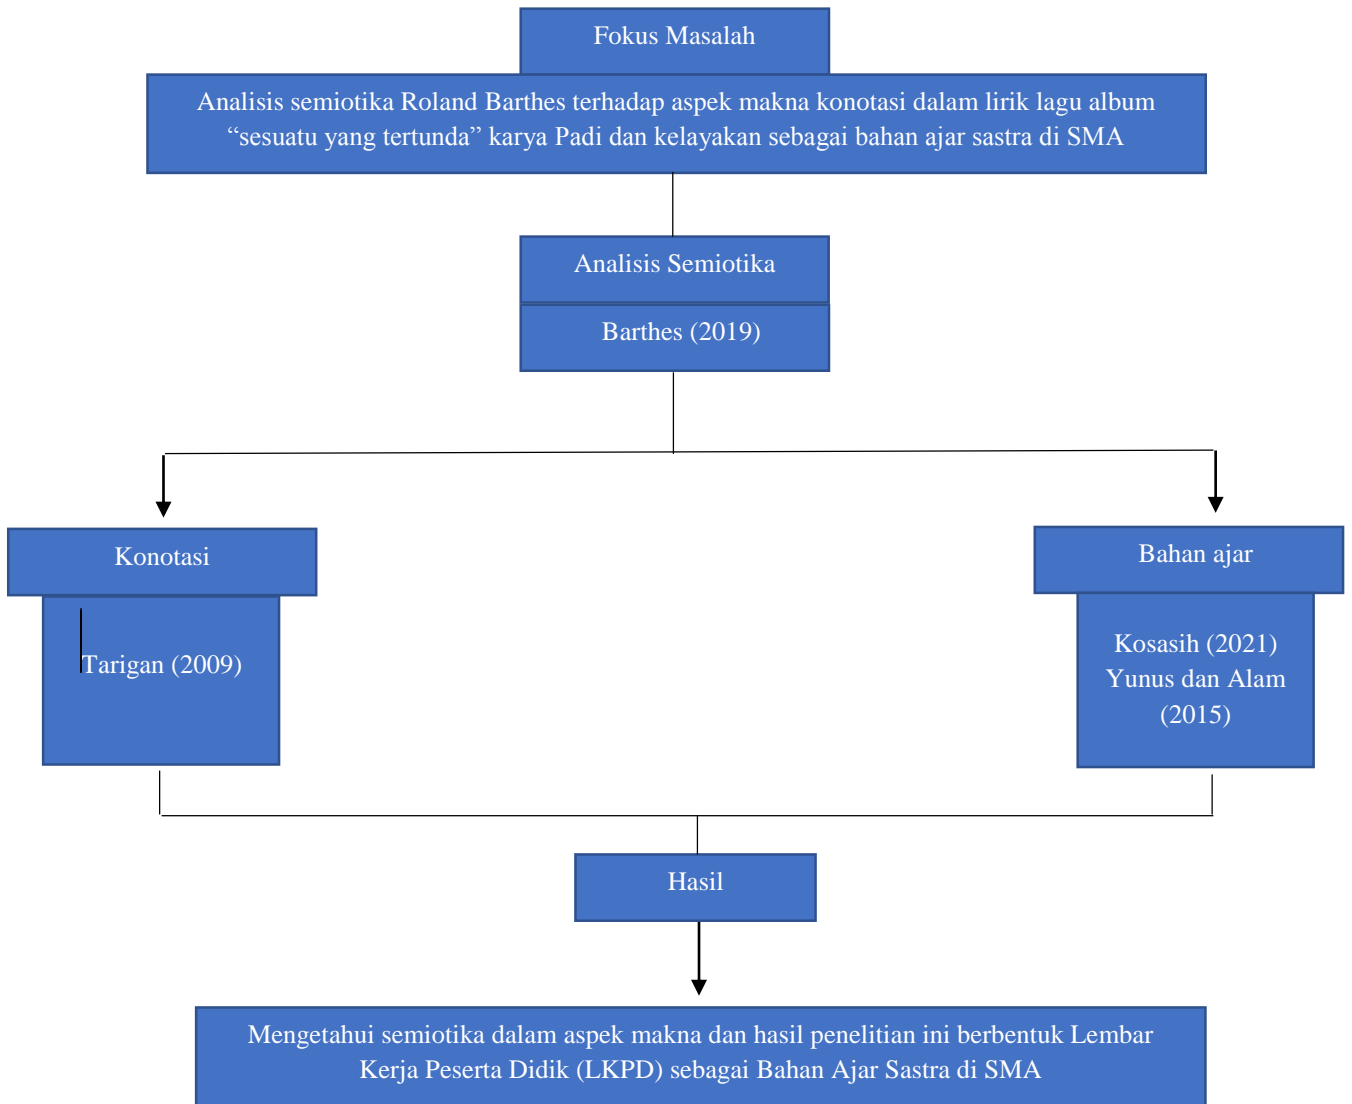 Fokus Masalah
Analisis semiotika Roland Barthes terhadap aspek makna konotasi dalam lirik lagu album
“sesuatu yang tertunda” karya Padi dan kelayakan sebagai bahan ajar sastra di SMA
Analisis Semiotika
Barthes (2019)
Konotasi
Tarigan (2009)
Bahan ajar
Kosasih (2021)
Yunus dan Alam
(2015)
Hasil
Mengetahui semiotika dalam aspek makna dan hasil penelitian ini berbentuk Lembar
Kerja Peserta Didik (LKPD) sebagai Bahan Ajar Sastra di SMA